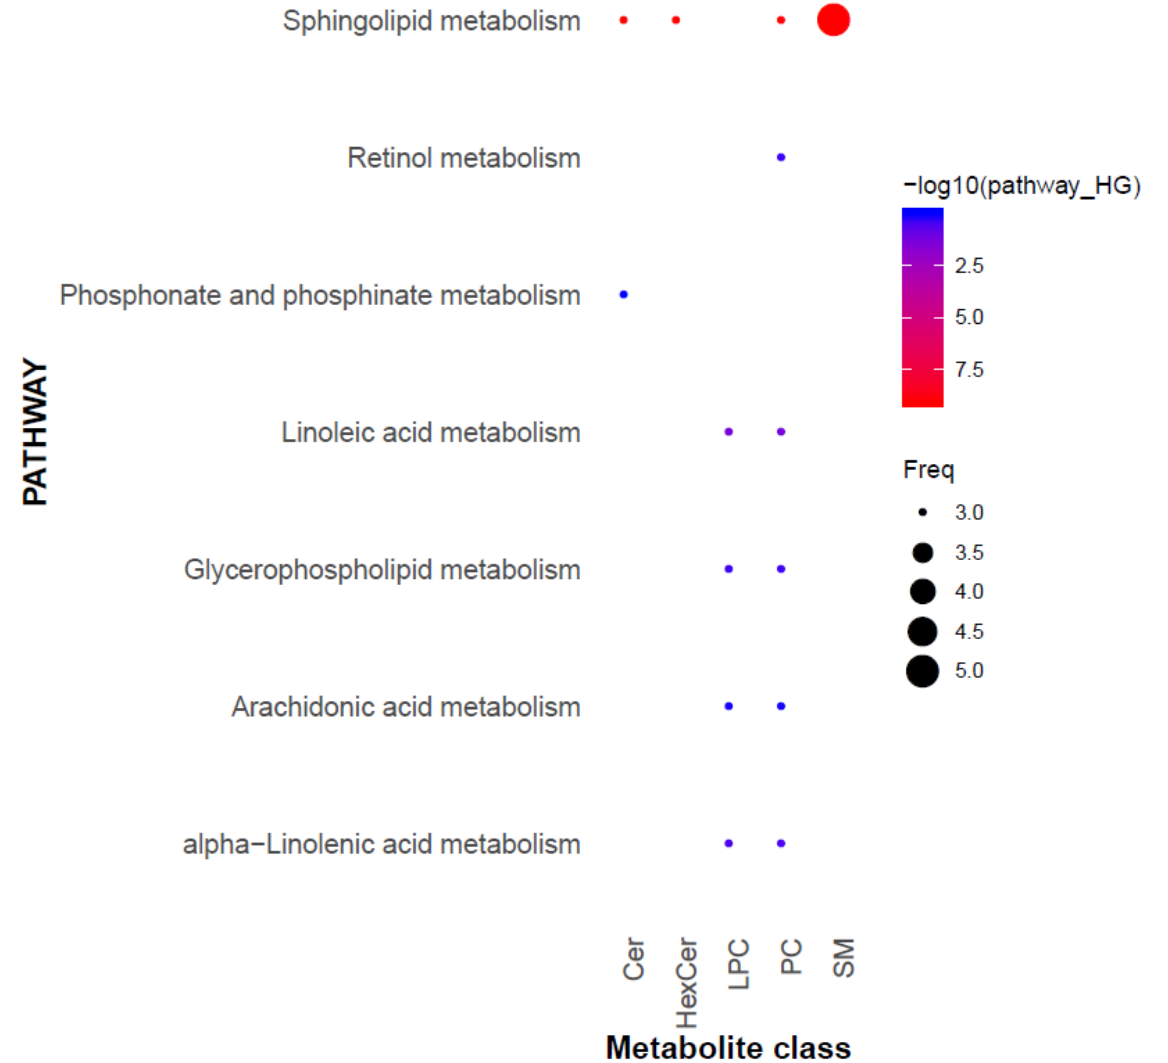 Sphingolipid metabolism
Retinol metabolism
Phosphonate and phosphinate metabolism
Linoleic acid metabolism
Glycerophospholipid metabolism
Arachidonic acid metabolism
alpha−Linolenic acid metabolism
PATHWAY
Cer
HexCer
LPC
PC
SM
Metabolite class
−log10(pathway_HG)
2.5
5.0
7.5
Freq
3.0
3.5
4.0
4.5
5.0